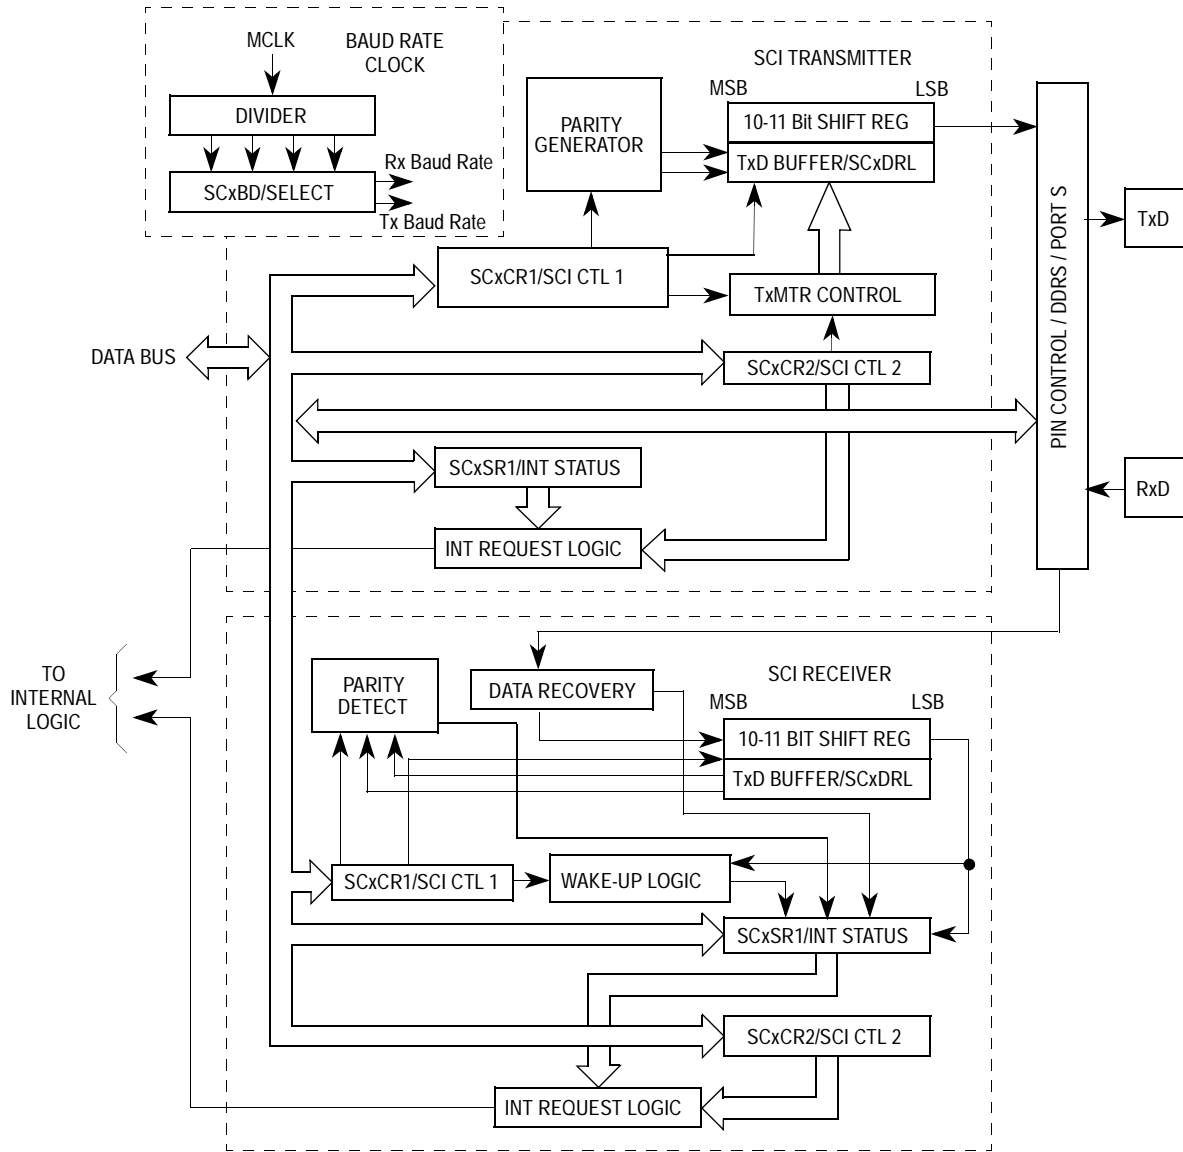 MCLK
BAUD RATE
CLOCK
DIVIDER
SCxBD/SELECT
Rx Baud Rate
Tx Baud Rate
SCI TRANSMITTER
MSB
LSB
PARITY
GENERATOR
10-11 Bit SHIFT REG
TxD BUFFER/SCxDRL
SCxCR1/SCI CTL 1
TxMTR CONTROL
DATA BUS
SCxCR2/SCI CTL 2
SCxSR1/INT STATUS
INT REQUEST LOGIC
PIN CONTROL / DDRS / PORT S
TxD
RxD
TO
INTERNAL
LOGIC
SCI RECEIVER
PARITY
DETECT
DATA RECOVERY
MSB
LSB
10-11 BIT SHIFT REG
TxD BUFFER/SCxDRL
SCxCR1/SCI CTL 1
WAKE-UP LOGIC
SCxSR1/INT STATUS
SCxCR2/SCI CTL 2
INT REQUEST LOGIC